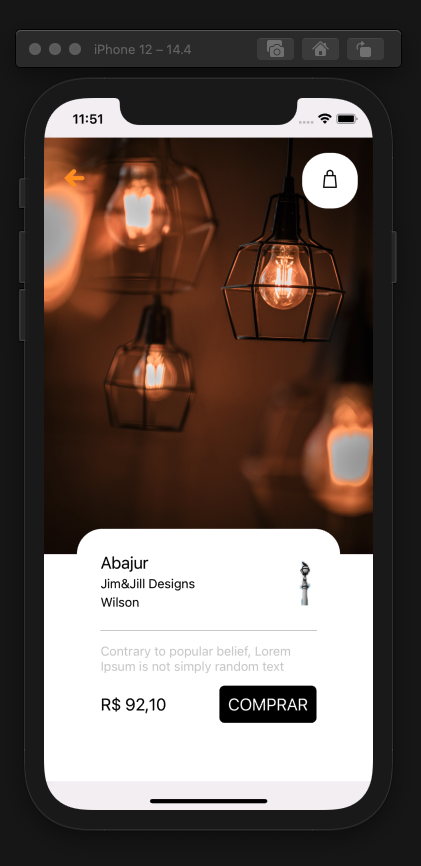 iPhone 12 – 14.4
11:51
Abajur
Jim&Jill Designs
Wilson
Contrary to popular belief, Lorem
Ipsum is not simply random text
R$ 92,10
COMPRAR